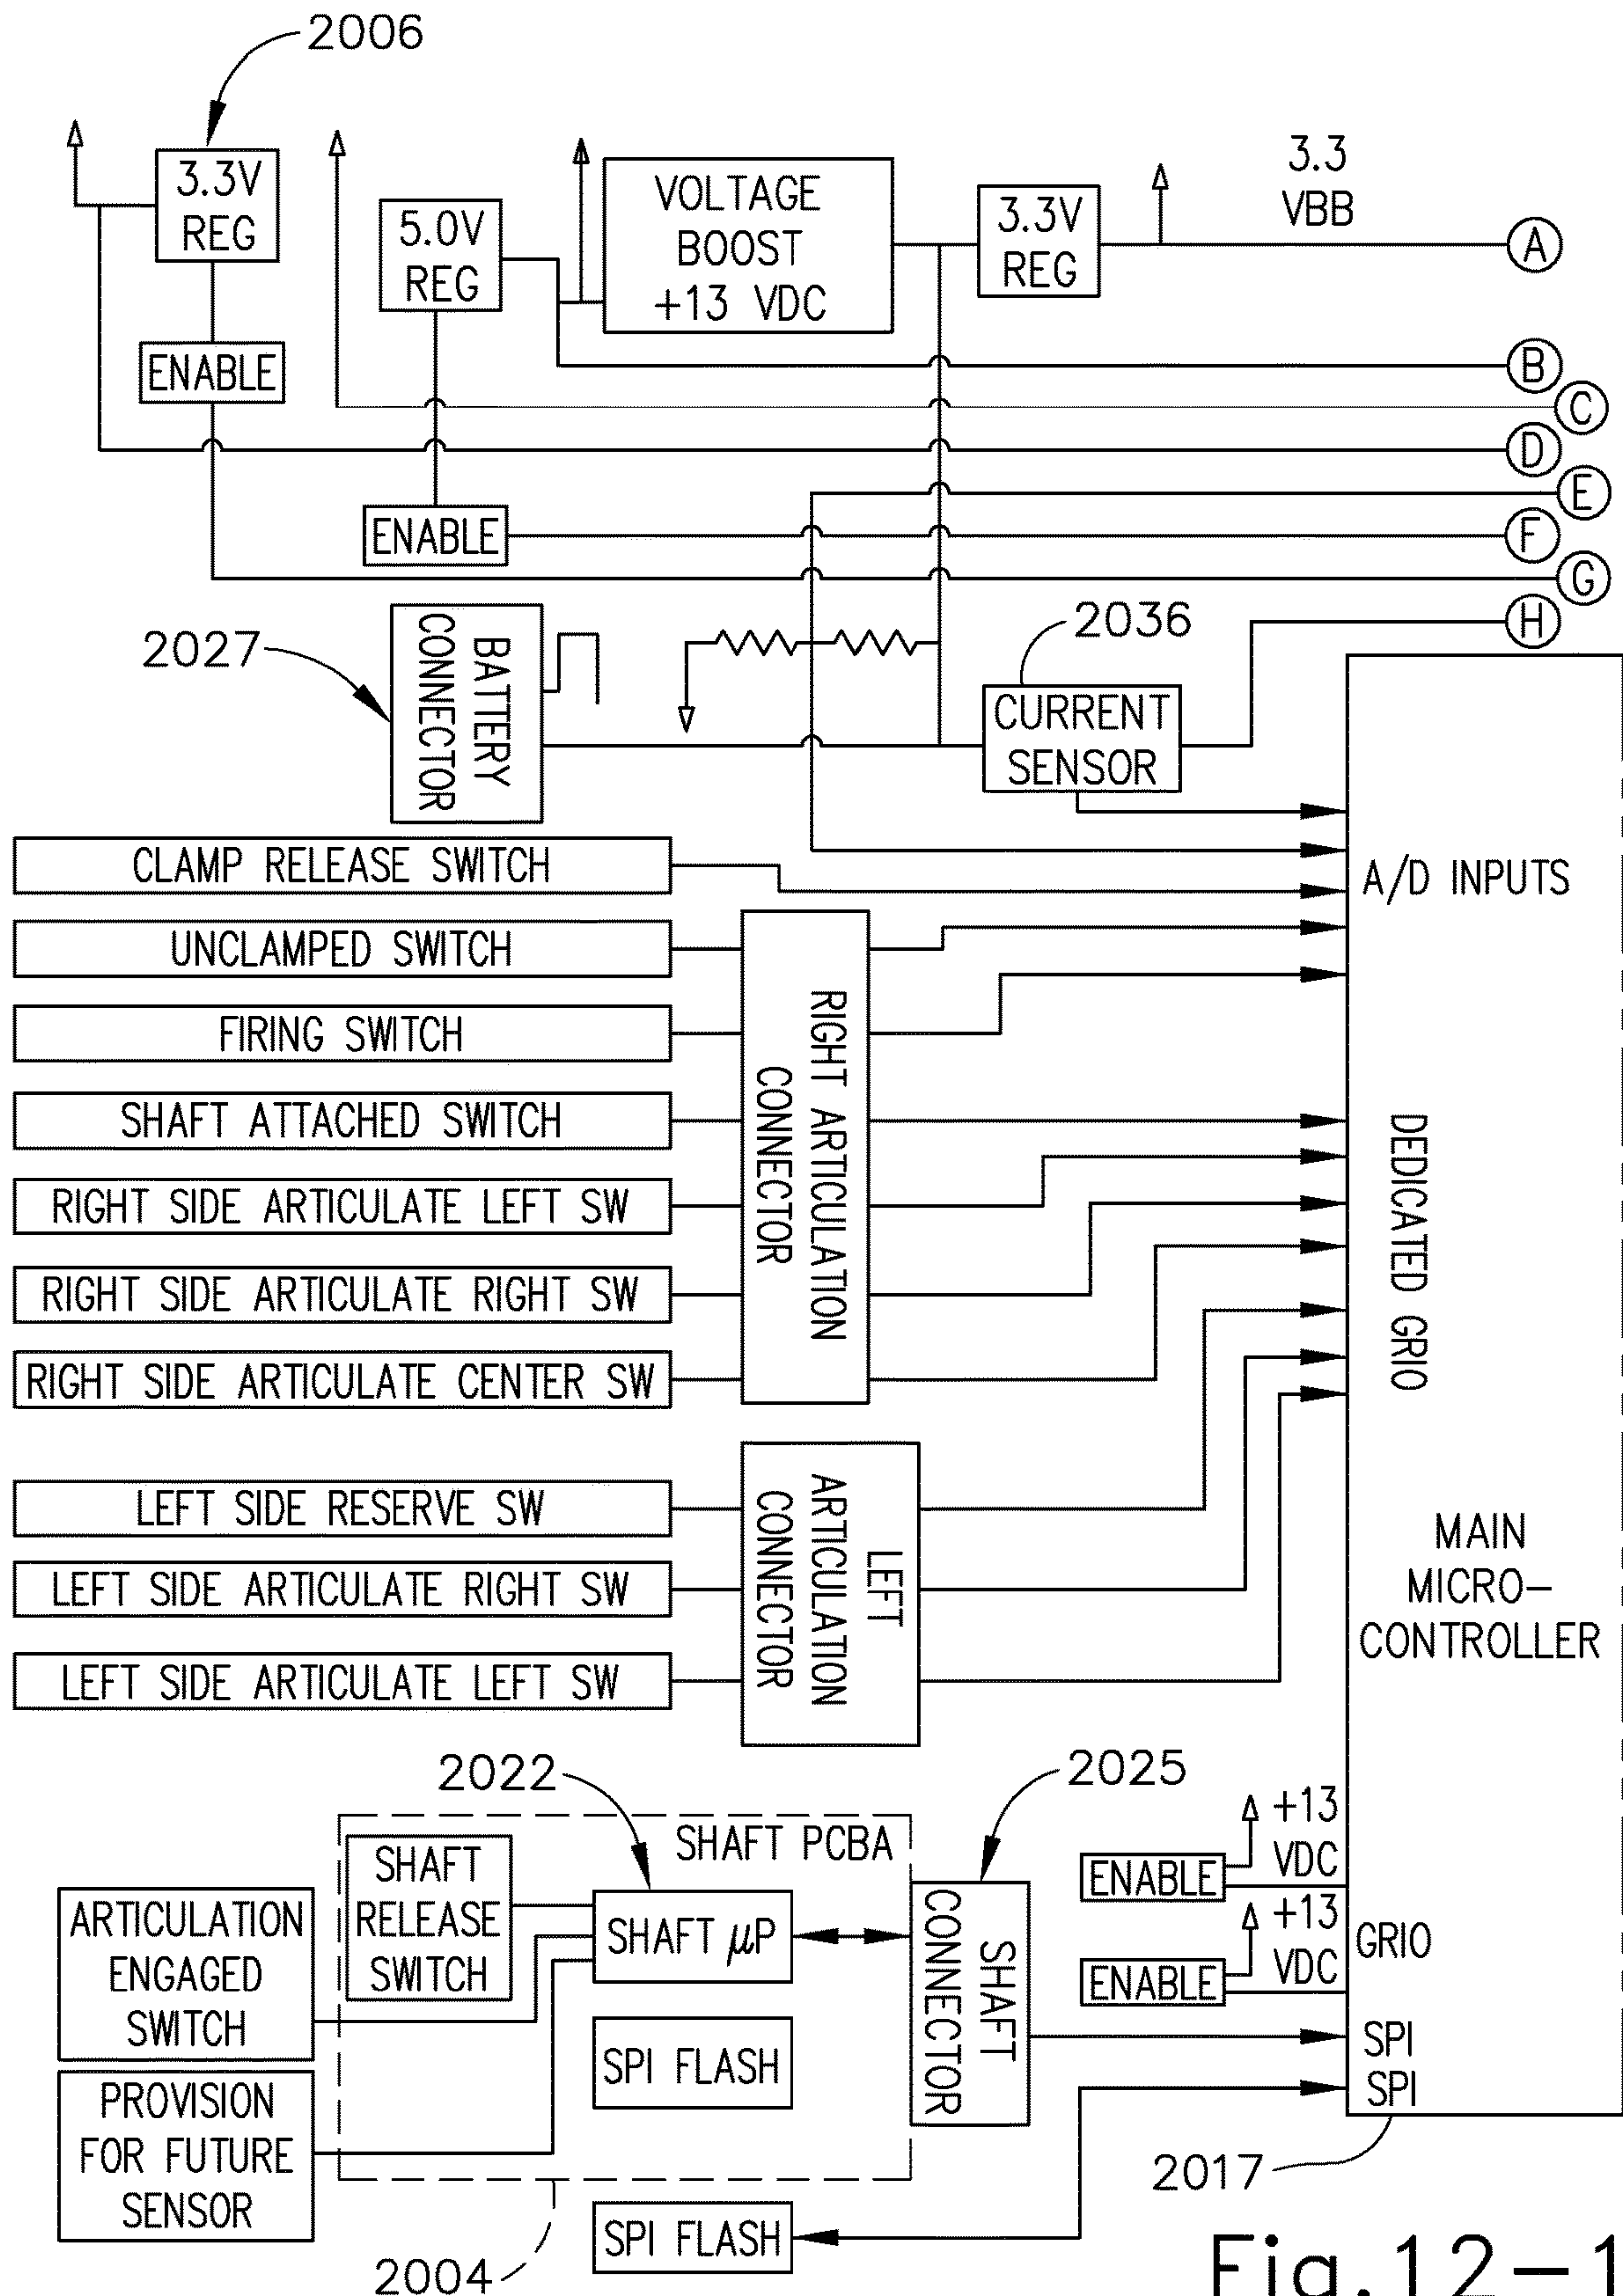 2006
3.3V
REG
5.0V
REG
VOLTAGE
BOOST
+13 VDC
3.3V
REG
3.3
VBB
A
ENABLE
B
C
D
E
ENABLE
F
G
H
2027
BATTERY
CONNECTOR
2036
CURRENT
SENSOR
CLAMP RELEASE SWITCH
A/D INPUTS
UNCLAMPED SWITCH
FIRING SWITCH
SHAFT ATTACHED SWITCH
RIGHT SIDE ARTICULATE LEFT SW
RIGHT SIDE ARTICULATE RIGHT SW
RIGHT SIDE ARTICULATE CENTER SW
RIGHT ARTICULATION
CONNECTOR
DEDICATED GRIO
LEFT SIDE RESERVE SW
LEFT SIDE ARTICULATE RIGHT SW
LEFT SIDE ARTICULATE LEFT SW
LEFT
ARTICULATION
CONNECTOR
MAIN
MICRO-
CONTROLLER
2022
2025
SHAFT PCBA
SHAFT
RELEASE
SWITCH
ARTICULATION
ENGAGED
SWITCH
SHAFT µP
SPI FLASH
SHAFT
CONNECTOR
+13
VDC
ENABLE
+13
VDC
ENABLE
GRIO
SPI
SPI
PROVISION
FOR FUTURE
SENSOR
2017
SPI FLASH
2004
Fig.12-1